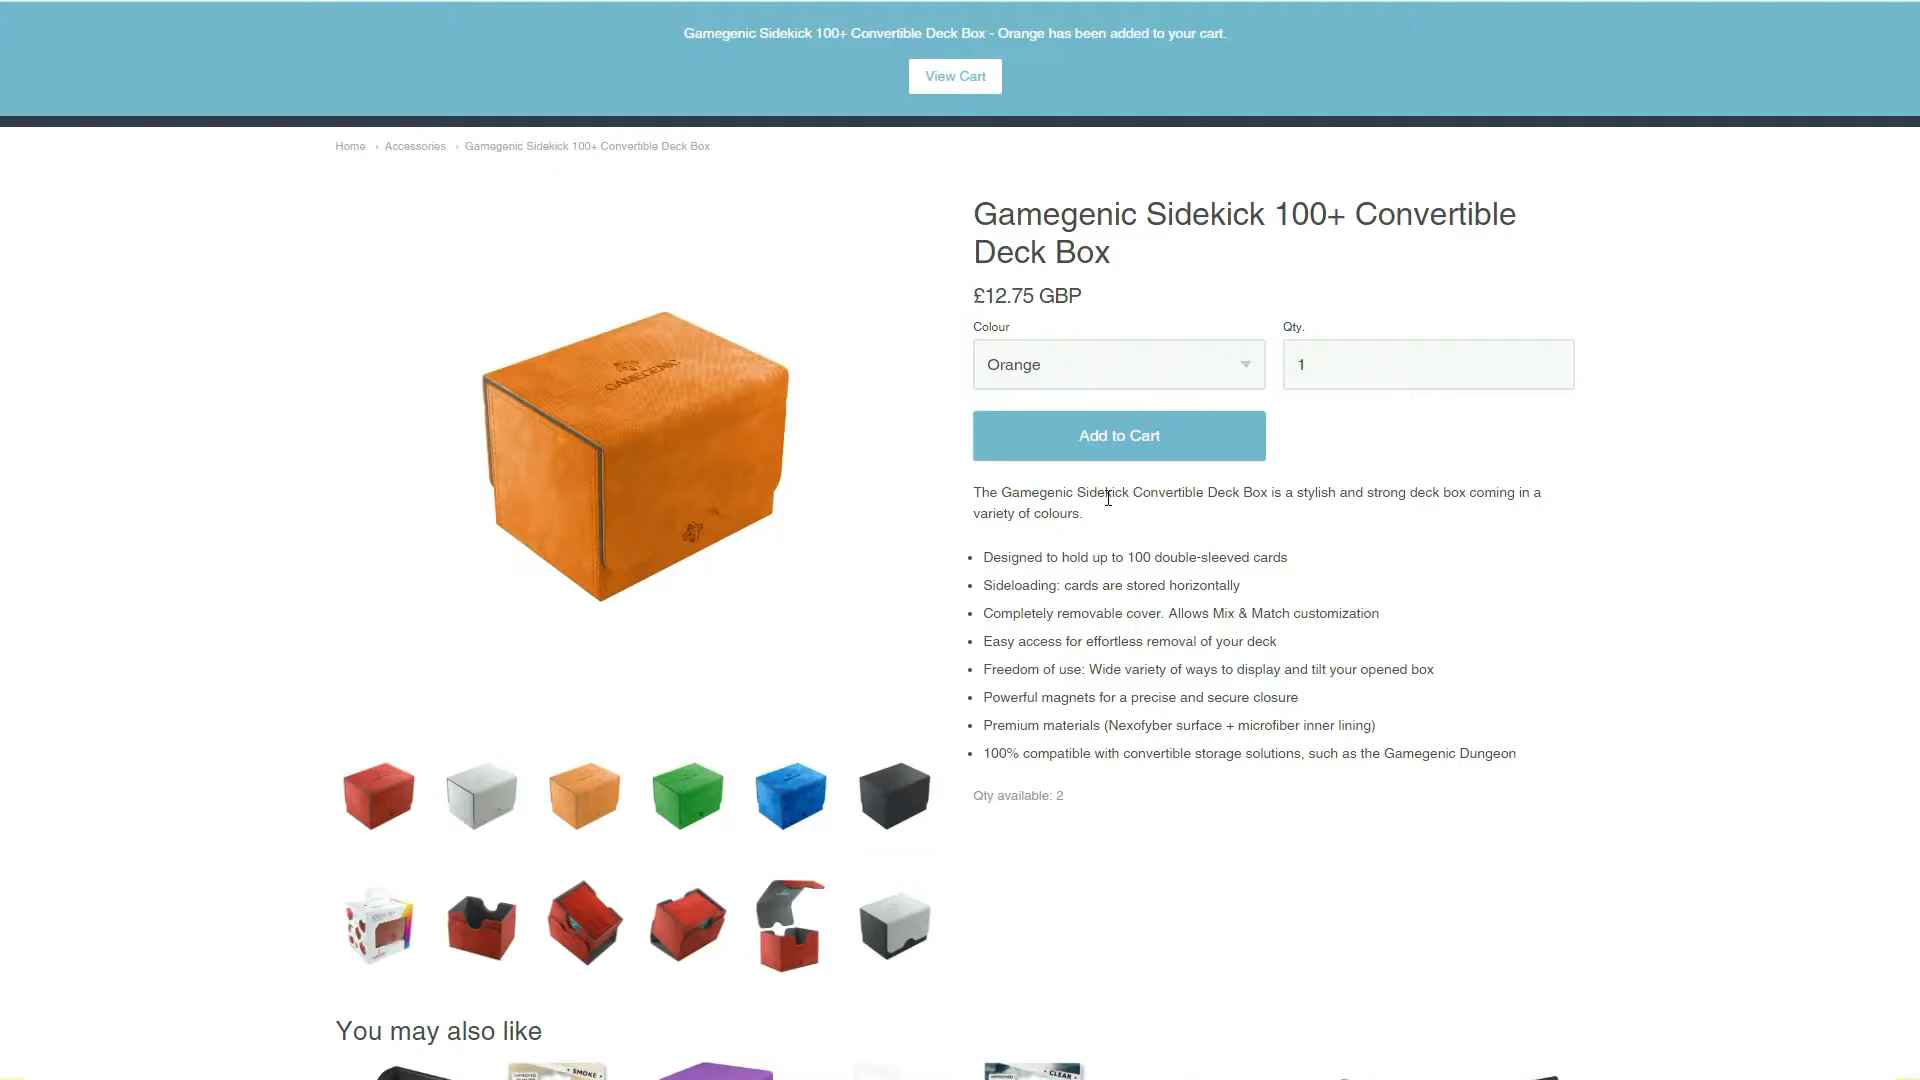 Gamegenic Sidekick 100+ Convertible Deck Box - Orange has been added to your cart.
View Cart
Home › Accessories › Gamegenic Sidekick 100+ Convertible Deck Box
Gamegenic Sidekick 100+ Convertible
Deck Box
£12.75 GBP
Colour Qty.
Orange 1
Add to Cart
The Gamegenic Sidekick Convertible Deck Box is a stylish and strong deck box coming in a
variety of colours.
• Designed to hold up to 100 double-sleeved cards
• Sideloading: cards are stored horizontally
• Completely removable cover. Allows Mix & Match customization
• Easy access for effortless removal of your deck
• Freedom of use: Wide variety of ways to display and tilt your opened box
• Powerful magnets for a precise and secure closure
• Premium materials (Nexofyber surface + microfiber inner lining)
• 100% compatible with convertible storage solutions, such as the Gamegenic Dungeon
Qty available: 2
GAMEGENIC
You may also like
IMPROVED • SMOKE •
IMPROVED • CLEAR •